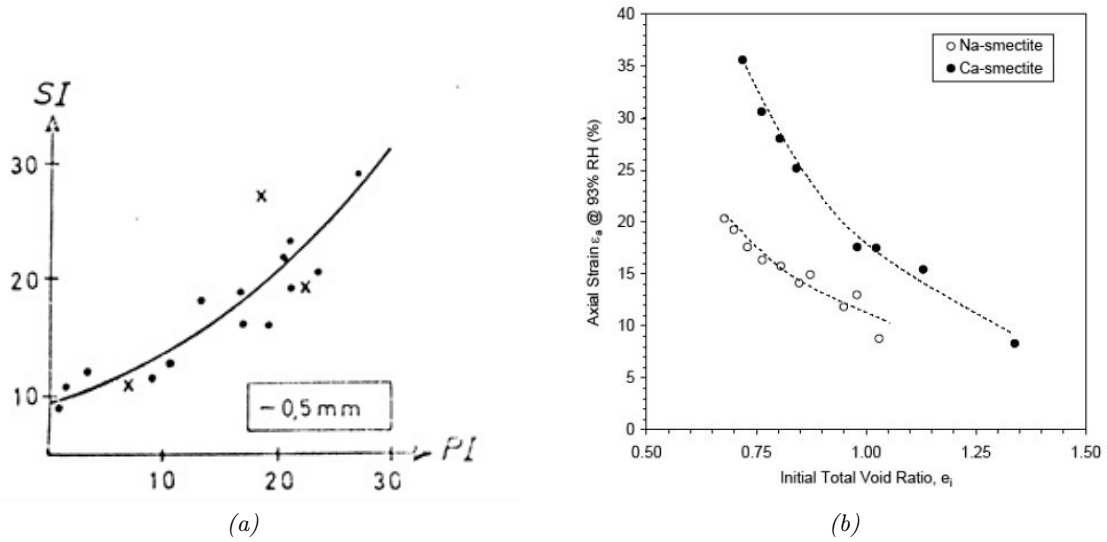 SI
30
20
10
10
20
30
PI
- 0,5 mm
(a)
40
35
30
25
20
15
10
5
0
0.50
0.75
1.00
1.25
1.50
Axial Strain εa @ 93% RH (%)
Initial Total Void Ratio, ei
Na-smectite
Ca-smectite
(b)